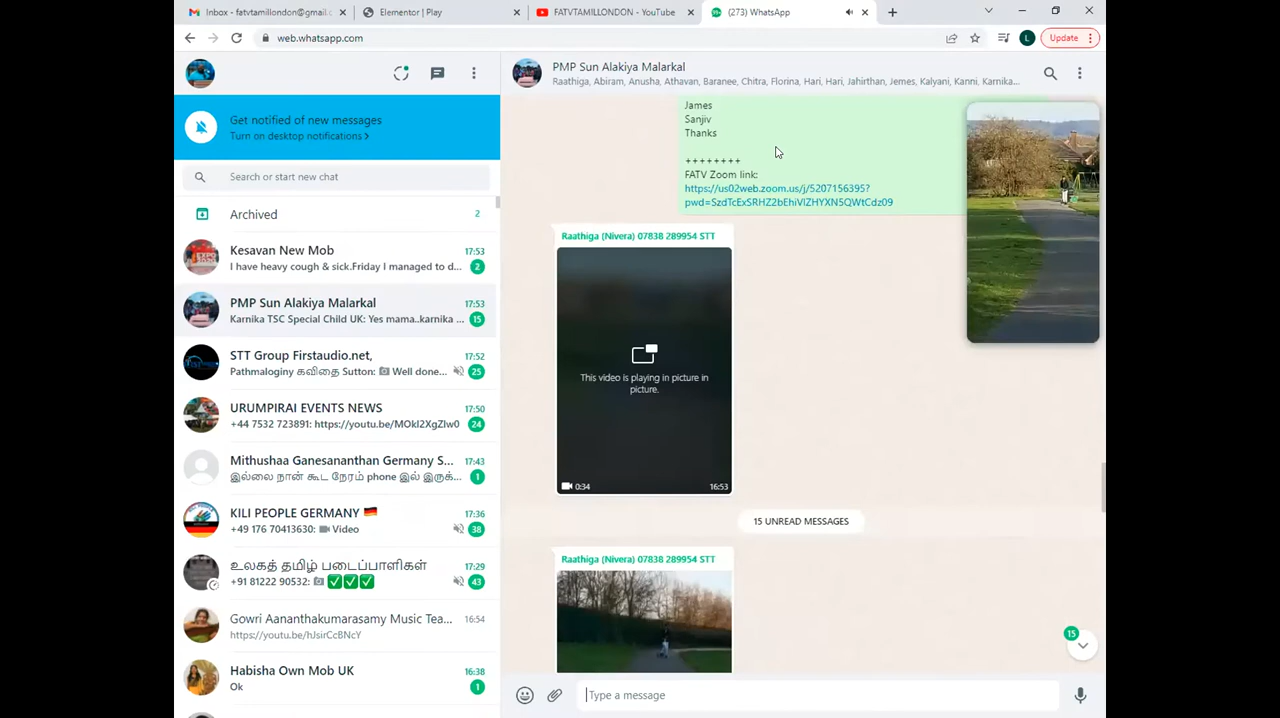 Inbox - fatvtamillondon@gmail.c
Elementor | Play
FATVTAMILLONDON - YouTube
99+
(273) WhatsApp
web.whatsapp.com
L
Update
Get notified of new messages
Turn on desktop notifications >
Search or start new chat
Archived
2
Kesavan New Mob
17:53
I have heavy cough & sick.Friday I managed to d...
2
PMP Sun Alakiya Malarkal
17:53
Karnika TSC Special Child UK: Yes mama..karnika ...
15
STT Group Firstaudio.net,
17:52
Pathmaloginy கவிதை Sutton: Well done...
25
URUMPIRAI EVENTS NEWS
17:50
+44 7532 723891: https://youtu.be/MOkI2XgZIw0
24
Mithushaa Ganesananthan Germany S...
17:43
இல்லை நான் கூட நேரம் phone இல் இருக்...
1
KILI PEOPLE GERMANY 🇩🇪
17:36
+49 176 70413630: Video
38
உலகத் தமிழ் படைப்பாளிகள்
17:29
+91 81222 90532: ✅✅✅
43
Gowri Aananthakumarasamy Music Tea...
16:54
https://youtu.be/hJsirCcBNcY
Habisha Own Mob UK
16:38
Ok
1
PMP Sun Alakiya Malarkal
Raathiga, Abiram, Anusha, Athavan, Baranee, Chitra, Florina, Hari, Hari, Jahirthan, Jemes, Kalyani, Kanni, Karnika...
James
Sanjiv
Thanks
++++++++
FATV Zoom link:
https://us02web.zoom.us/j/5207156395?
pwd=SzdTcExSRHZ2bEhiVlZHYXN5QWtCdz09
Raathiga (Nivera) 07838 289954 STT
This video is playing in picture in
picture.
0:34
16:53
15 UNREAD MESSAGES
Raathiga (Nivera) 07838 289954 STT
15
Type a message